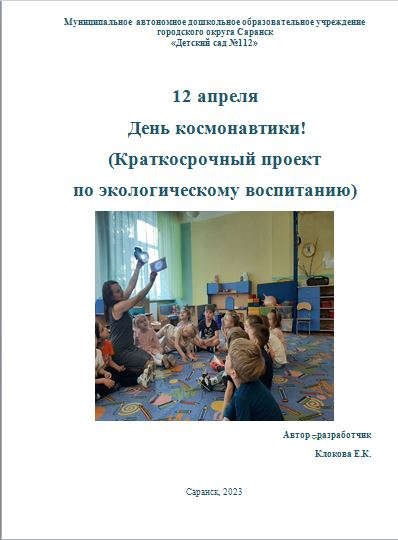 Муниципальное автономное дошкольное образовательное учреждение
городского округа Саранск
«Детский сад №112»
12 апреля
День космонавтики!
(Краткосрочный проект
по экологическому воспитанию)
Автор –разработчик
Клокова Е.К.
Саранск, 2023